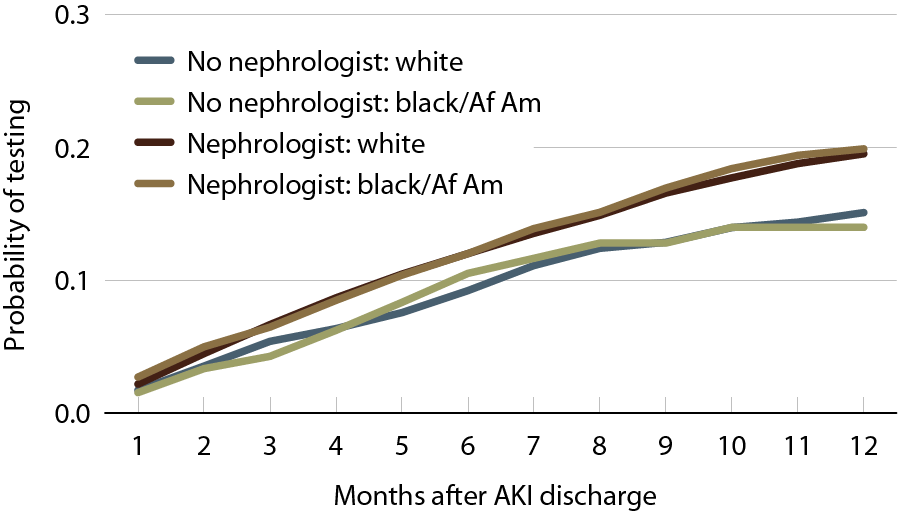 0.3
No nephrologist: white
No nephrologist: black/Af Am
Nephrologist: white
Nephrologist: black/Af Am
Probability of testing
0.2
0.1
0.0
1 2 3 4 5 6 7 8 9 10 11 12
Months after AKI discharge